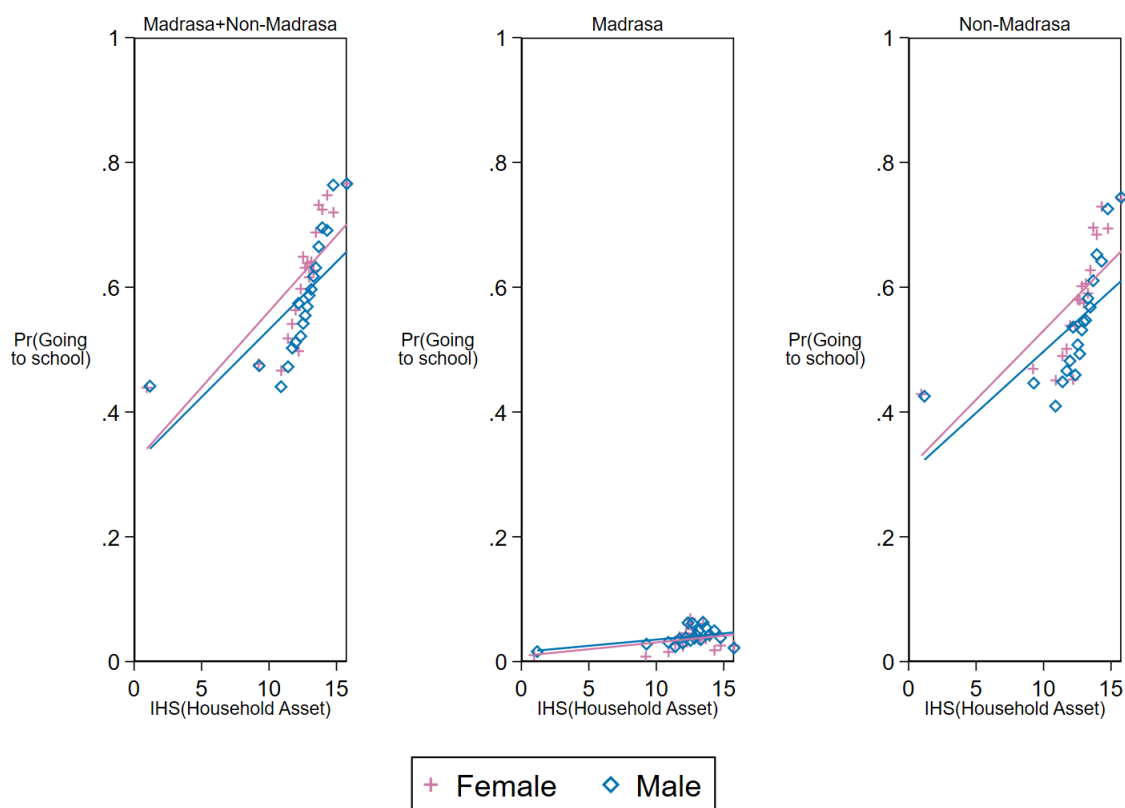 Madrasa+Non-Madrasa
1
.8
.6
Pr(Going
to school)
.4
.2
0
0 5 10 15
IHS(Household Asset)
Madrasa
1
.8
.6
Pr(Going
to school)
.4
.2
0
0 5 10 15
IHS(Household Asset)
Non-Madrasa
1
.8
.6
Pr(Going
to school)
.4
.2
0
0 5 10 15
IHS(Household Asset)
Female Male